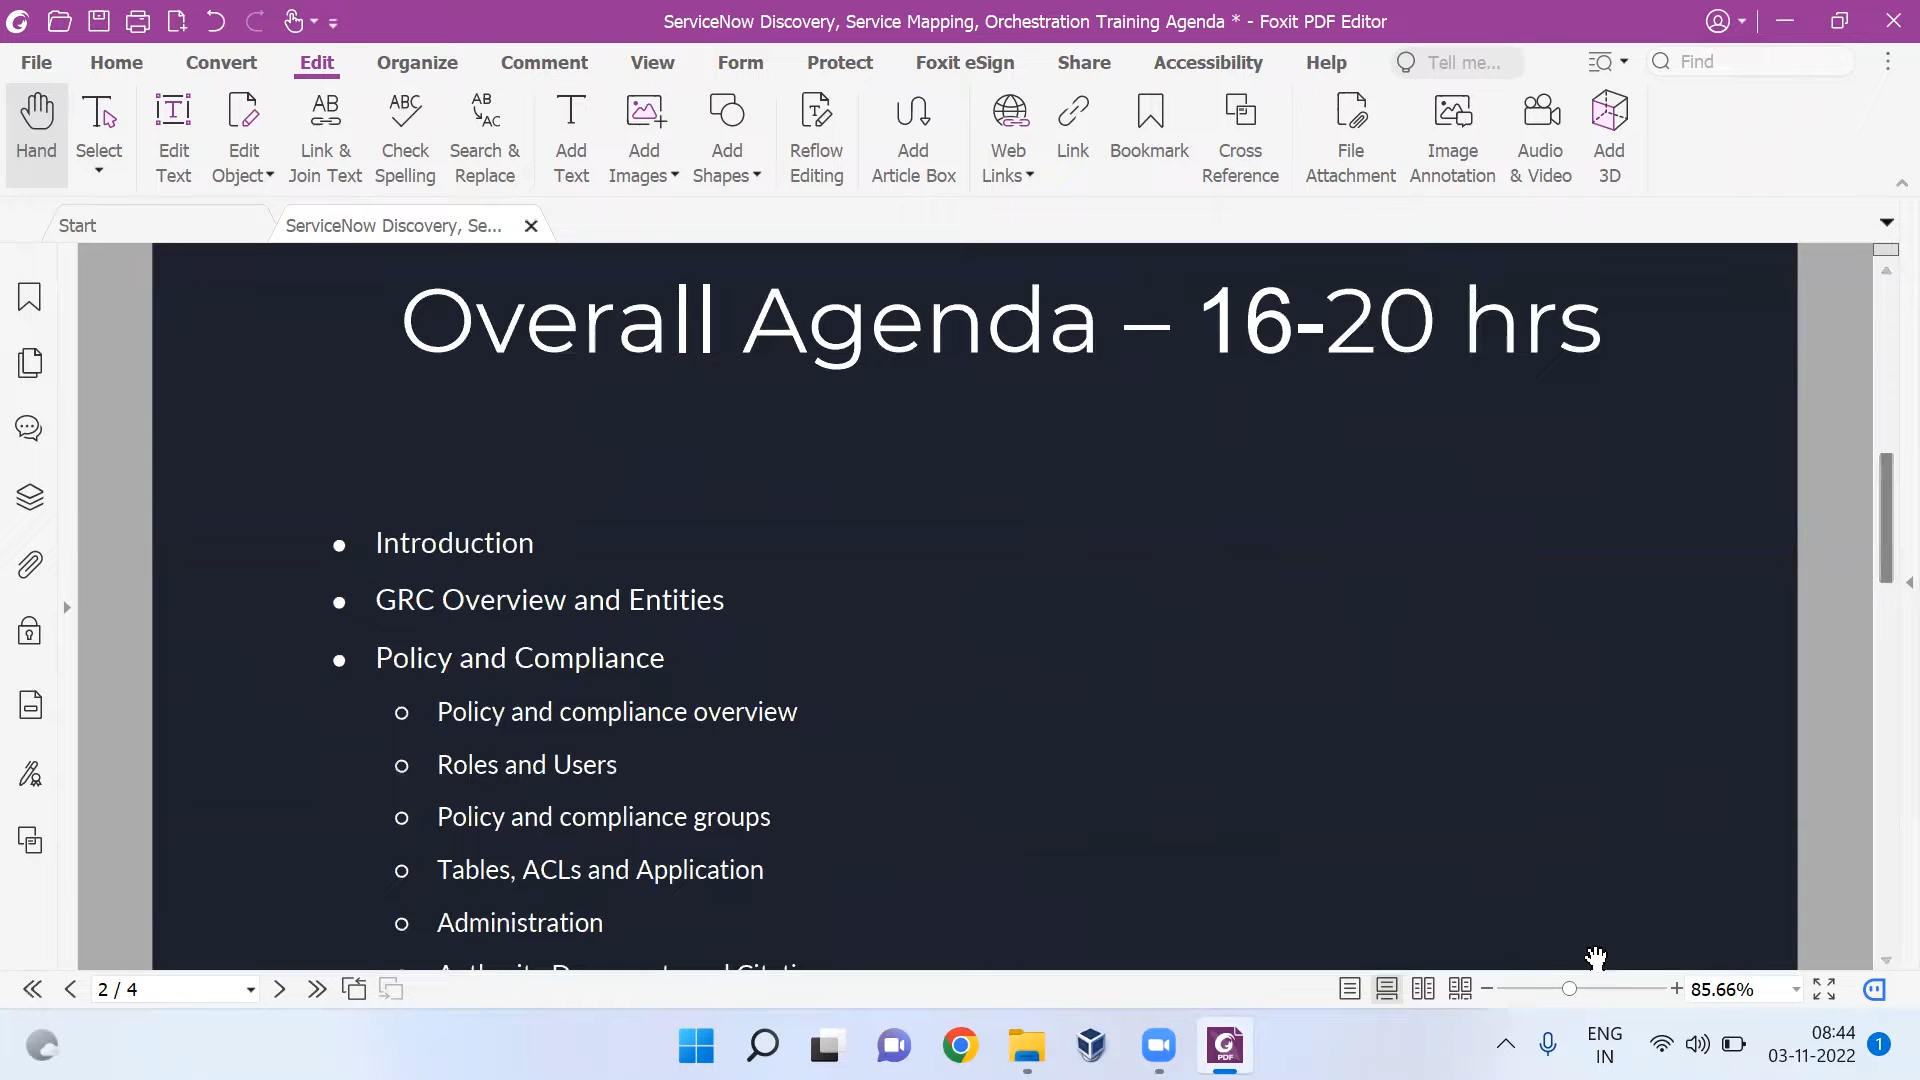 ServiceNow Discovery, Service Mapping, Orchestration Training Agenda * - Foxit PDF Editor
File Home Convert Edit Organize Comment View Form Protect Foxit eSign Share Accessibility Help Tell me... Find
Hand Select Edit Text Edit Object Link & Join Text Check Spelling Search & Replace Add Text Add Images Add Shapes Reflow Editing Add Article Box Web Links Link Bookmark Cross Reference File Attachment Image Annotation Audio & Video Add 3D
Start ServiceNow Discovery, Se...
Overall Agenda – 16-20 hrs
Introduction
GRC Overview and Entities
Policy and Compliance
Policy and compliance overview
Roles and Users
Policy and compliance groups
Tables, ACLs and Application
Administration
2 / 4 85.66%
ENG 08:44 1
IN 03-11-2022